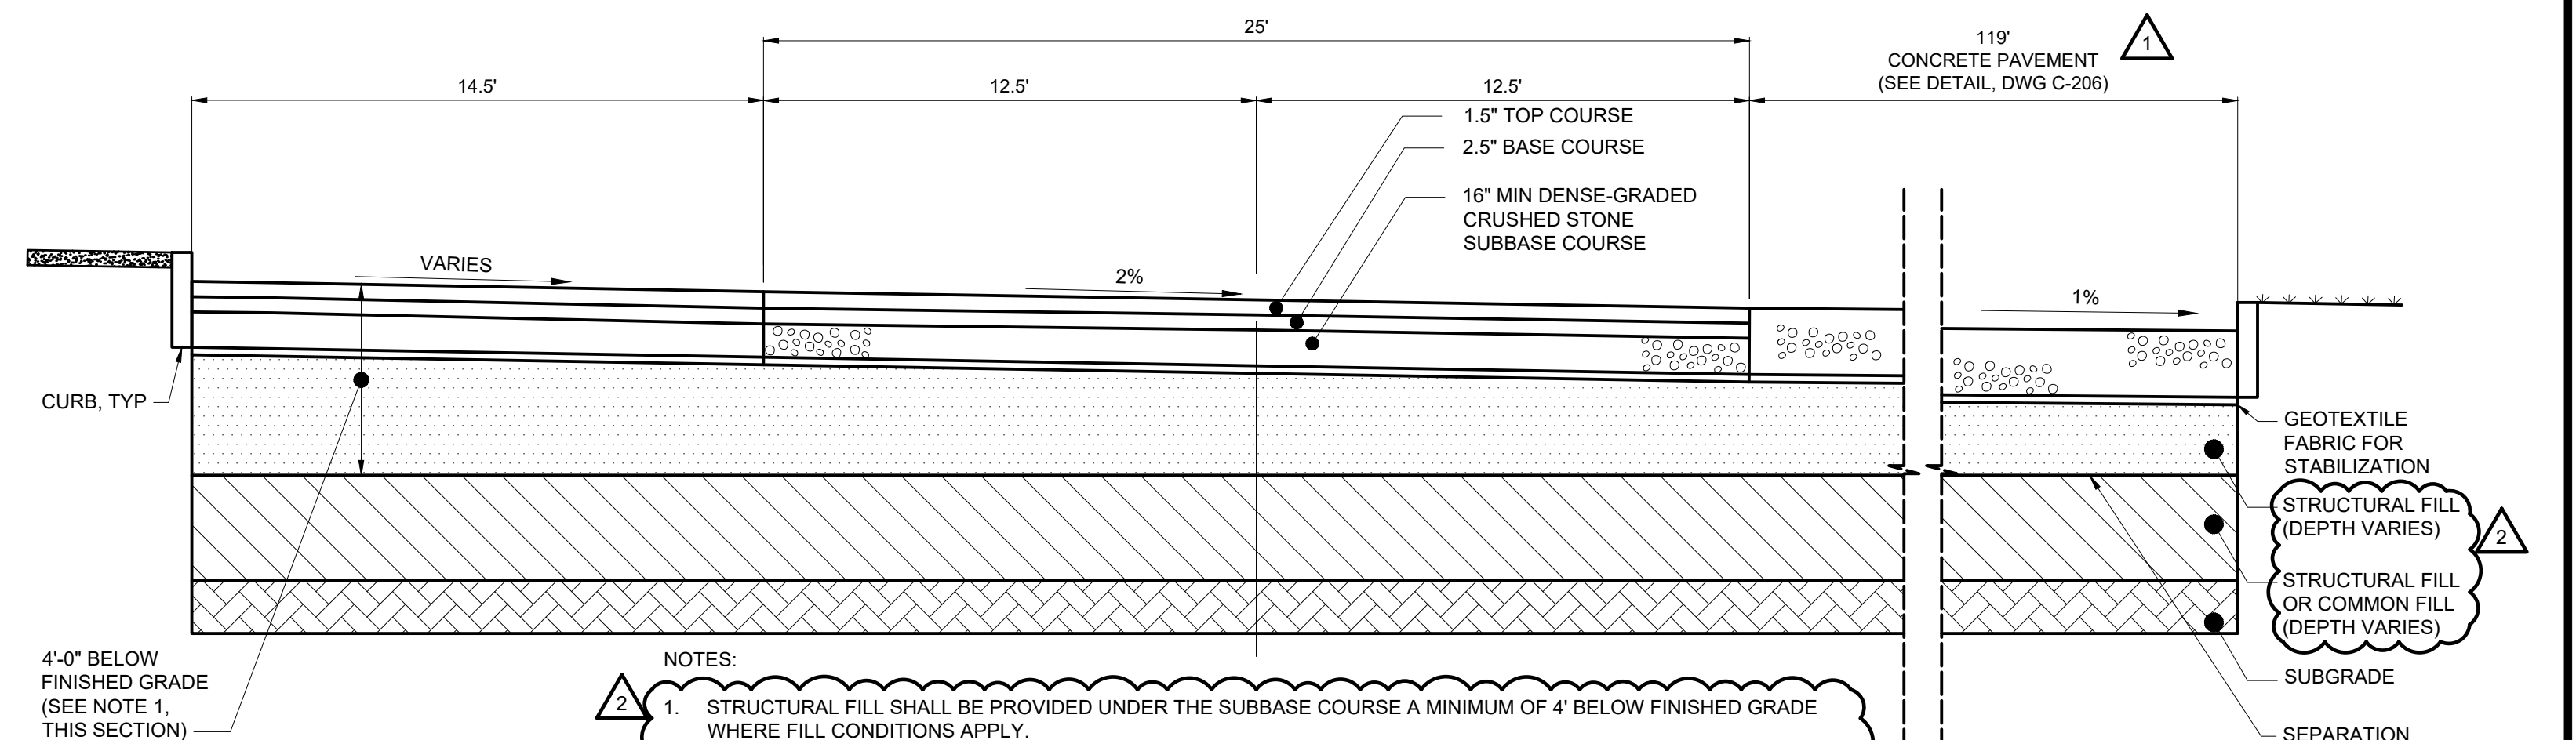 25'
119'
CONCRETE PAVEMENT
(SEE DETAIL, DWG C-206)
1
14.5'
12.5'
12.5'
1.5" TOP COURSE
2.5" BASE COURSE
16" MIN DENSE-GRADED
CRUSHED STONE
SUBBASE COURSE
VARIES
2%
1%
CURB, TYP
GEOTEXTILE
FABRIC FOR
STABILIZATION
STRUCTURAL FILL
(DEPTH VARIES)
2
STRUCTURAL FILL
OR COMMON FILL
(DEPTH VARIES)
SUBGRADE
SEPARATION
4'-0" BELOW
FINISHED GRADE
(SEE NOTE 1,
THIS SECTION)
NOTES:
2
1. STRUCTURAL FILL SHALL BE PROVIDED UNDER THE SUBBASE COURSE A MINIMUM OF 4' BELOW FINISHED GRADE
WHERE FILL CONDITIONS APPLY.